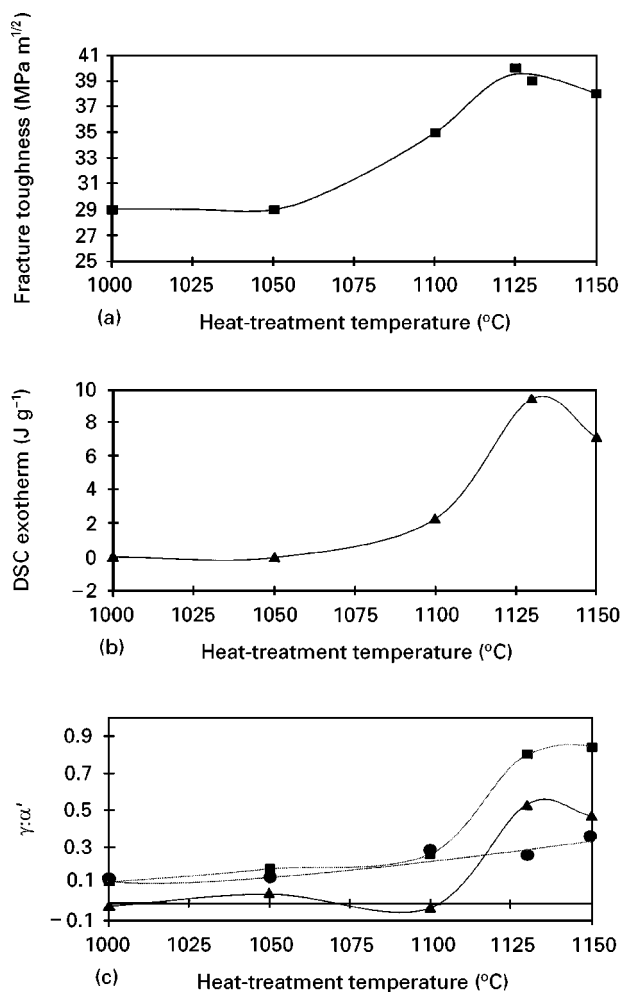 Fracture toughness (MPa m1/2)
41
39
37
35
33
31
29
27
25
1000 1025 1050 1075 1100 1125 1150
(a) Heat-treatment temperature (ºC)
DSC exotherm (J g−1)
10
8
6
4
2
0
−2
1000 1025 1050 1075 1100 1125 1150
(b) Heat-treatment temperature (ºC)
γ:α′
0.9
0.7
0.5
0.3
0.1
−0.1
1000 1025 1050 1075 1100 1125 1150
(c) Heat-treatment temperature (ºC)